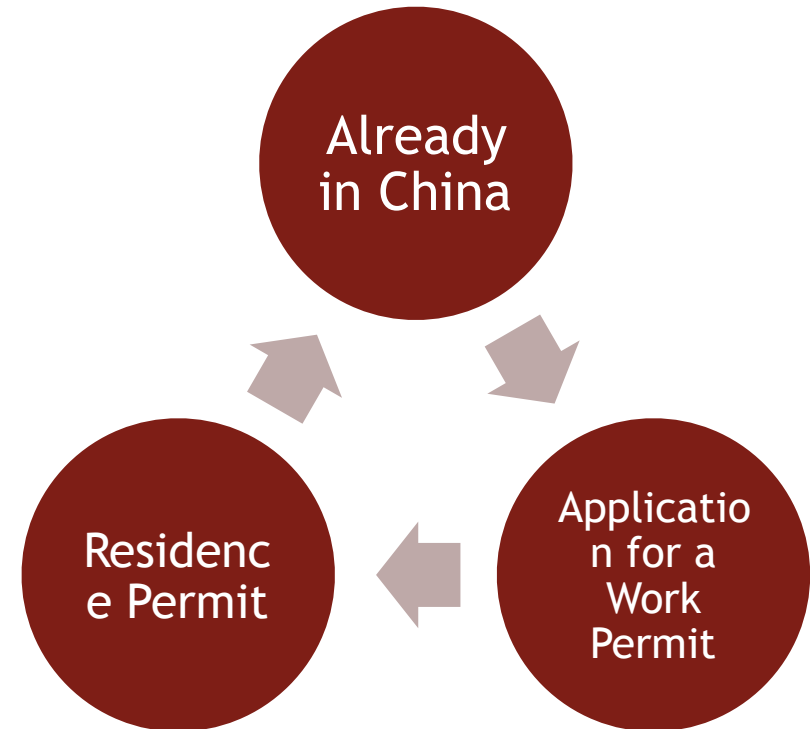 Already
in China
Applicatio
n for a
Work
Permit
Residenc
e Permit